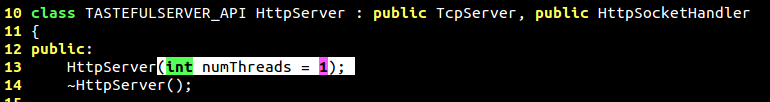 10 class TASTEFULSERVER_API HttpServer : public TcpServer, public HttpSocketHandler
11 {
12 public:
13     HttpServer(int numThreads = 1);
14     ~HttpServer();